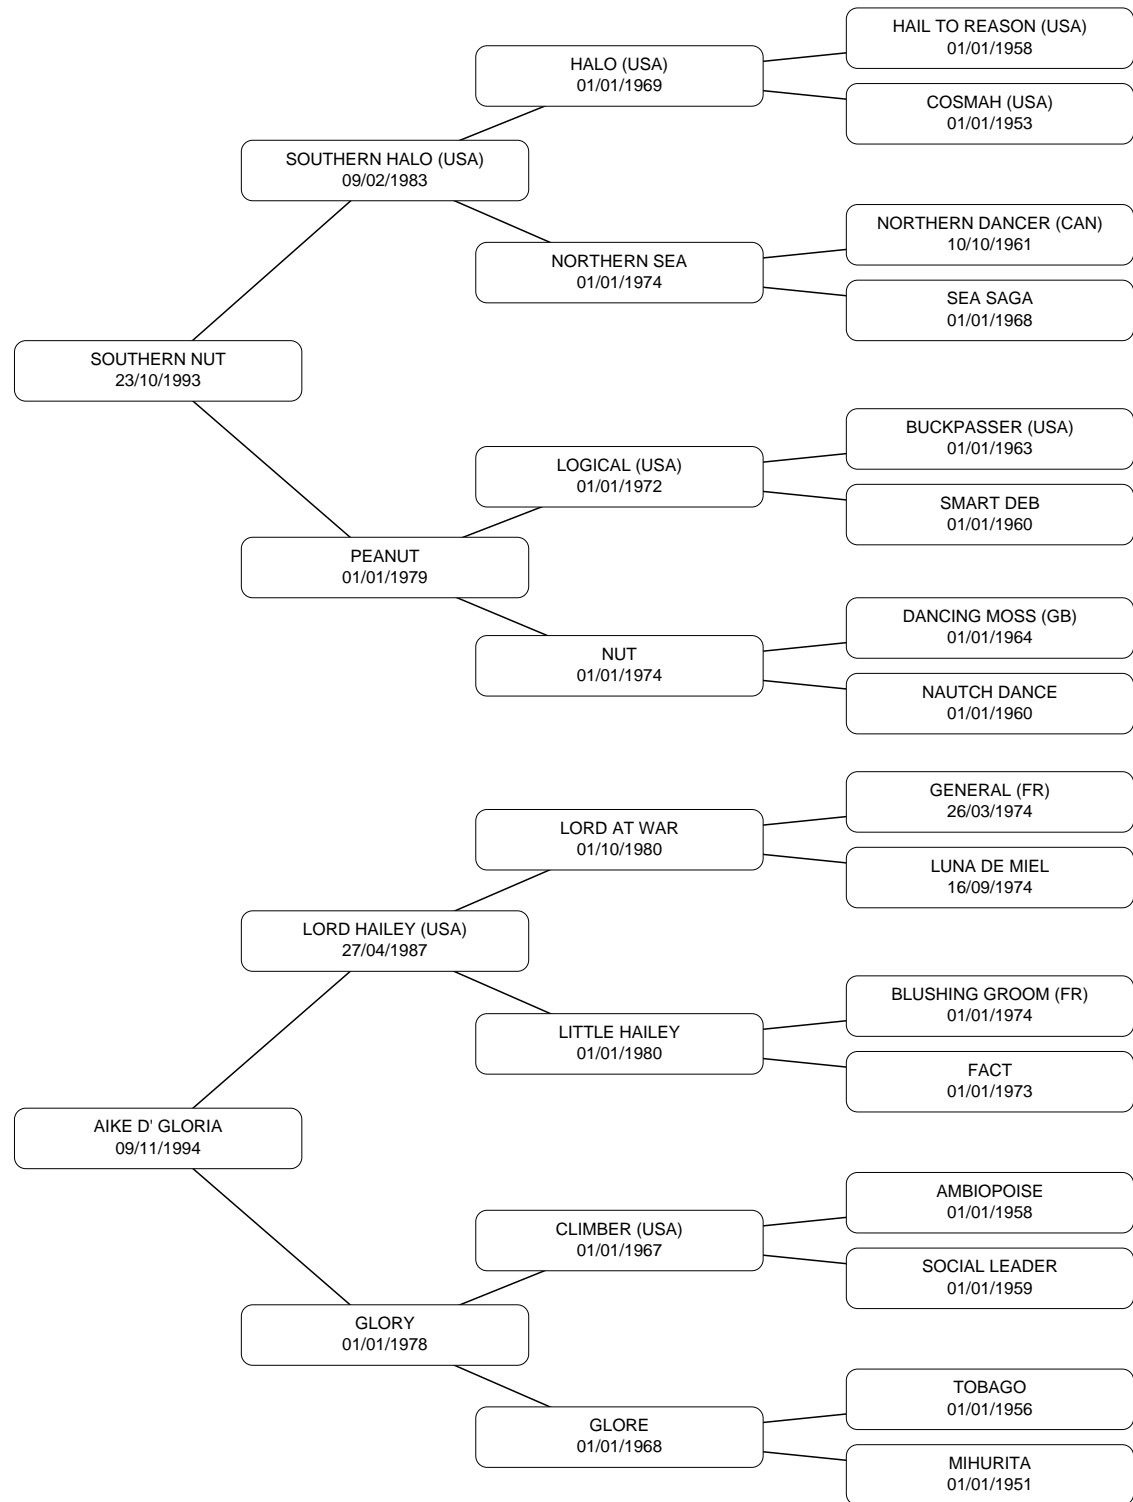 HAIL TO REASON (USA)
01/01/1958
HALO (USA)
01/01/1969
COSMAH (USA)
01/01/1953
SOUTHERN HALO (USA)
09/02/1983
NORTHERN DANCER (CAN)
10/10/1961
NORTHERN SEA
01/01/1974
SEA SAGA
01/01/1968
SOUTHERN NUT
23/10/1993
BUCKPASSER (USA)
01/01/1963
LOGICAL (USA)
01/01/1972
SMART DEB
01/01/1960
PEANUT
01/01/1979
DANCING MOSS (GB)
01/01/1964
NUT
01/01/1974
NAUTCH DANCE
01/01/1960
GENERAL (FR)
26/03/1974
LORD AT WAR
01/10/1980
LUNA DE MIEL
16/09/1974
LORD HAILEY (USA)
27/04/1987
BLUSHING GROOM (FR)
01/01/1974
LITTLE HAILEY
01/01/1980
FACT
01/01/1973
AIKE D' GLORIA
09/11/1994
AMBIOPOISE
01/01/1958
CLIMBER (USA)
01/01/1967
SOCIAL LEADER
01/01/1959
GLORY
01/01/1978
TOBAGO
01/01/1956
GLORE
01/01/1968
MIHURITA
01/01/1951